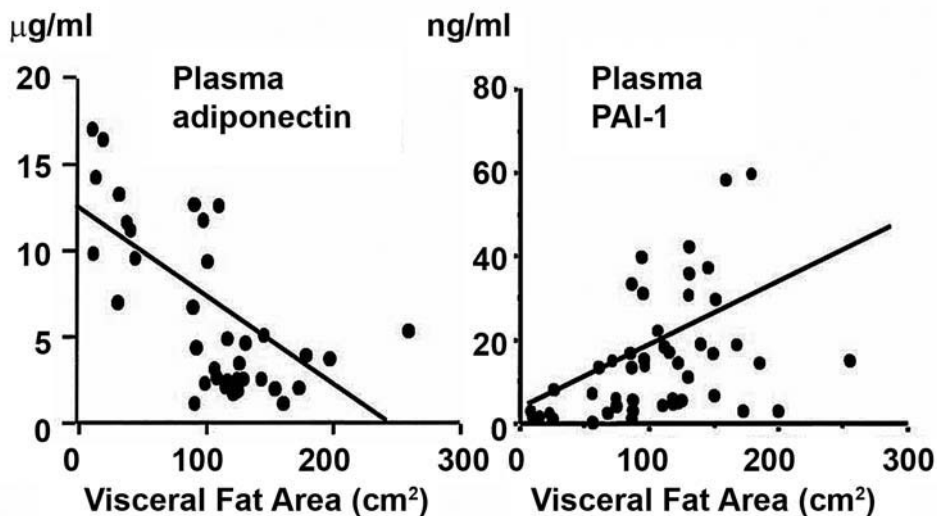 μg/ml
Plasma
adiponectin
20
15
10
5
0
0 100 200 300
Visceral Fat Area (cm²)
ng/ml
Plasma
PAI-1
80
60
40
20
0
0 100 200 300
Visceral Fat Area (cm²)